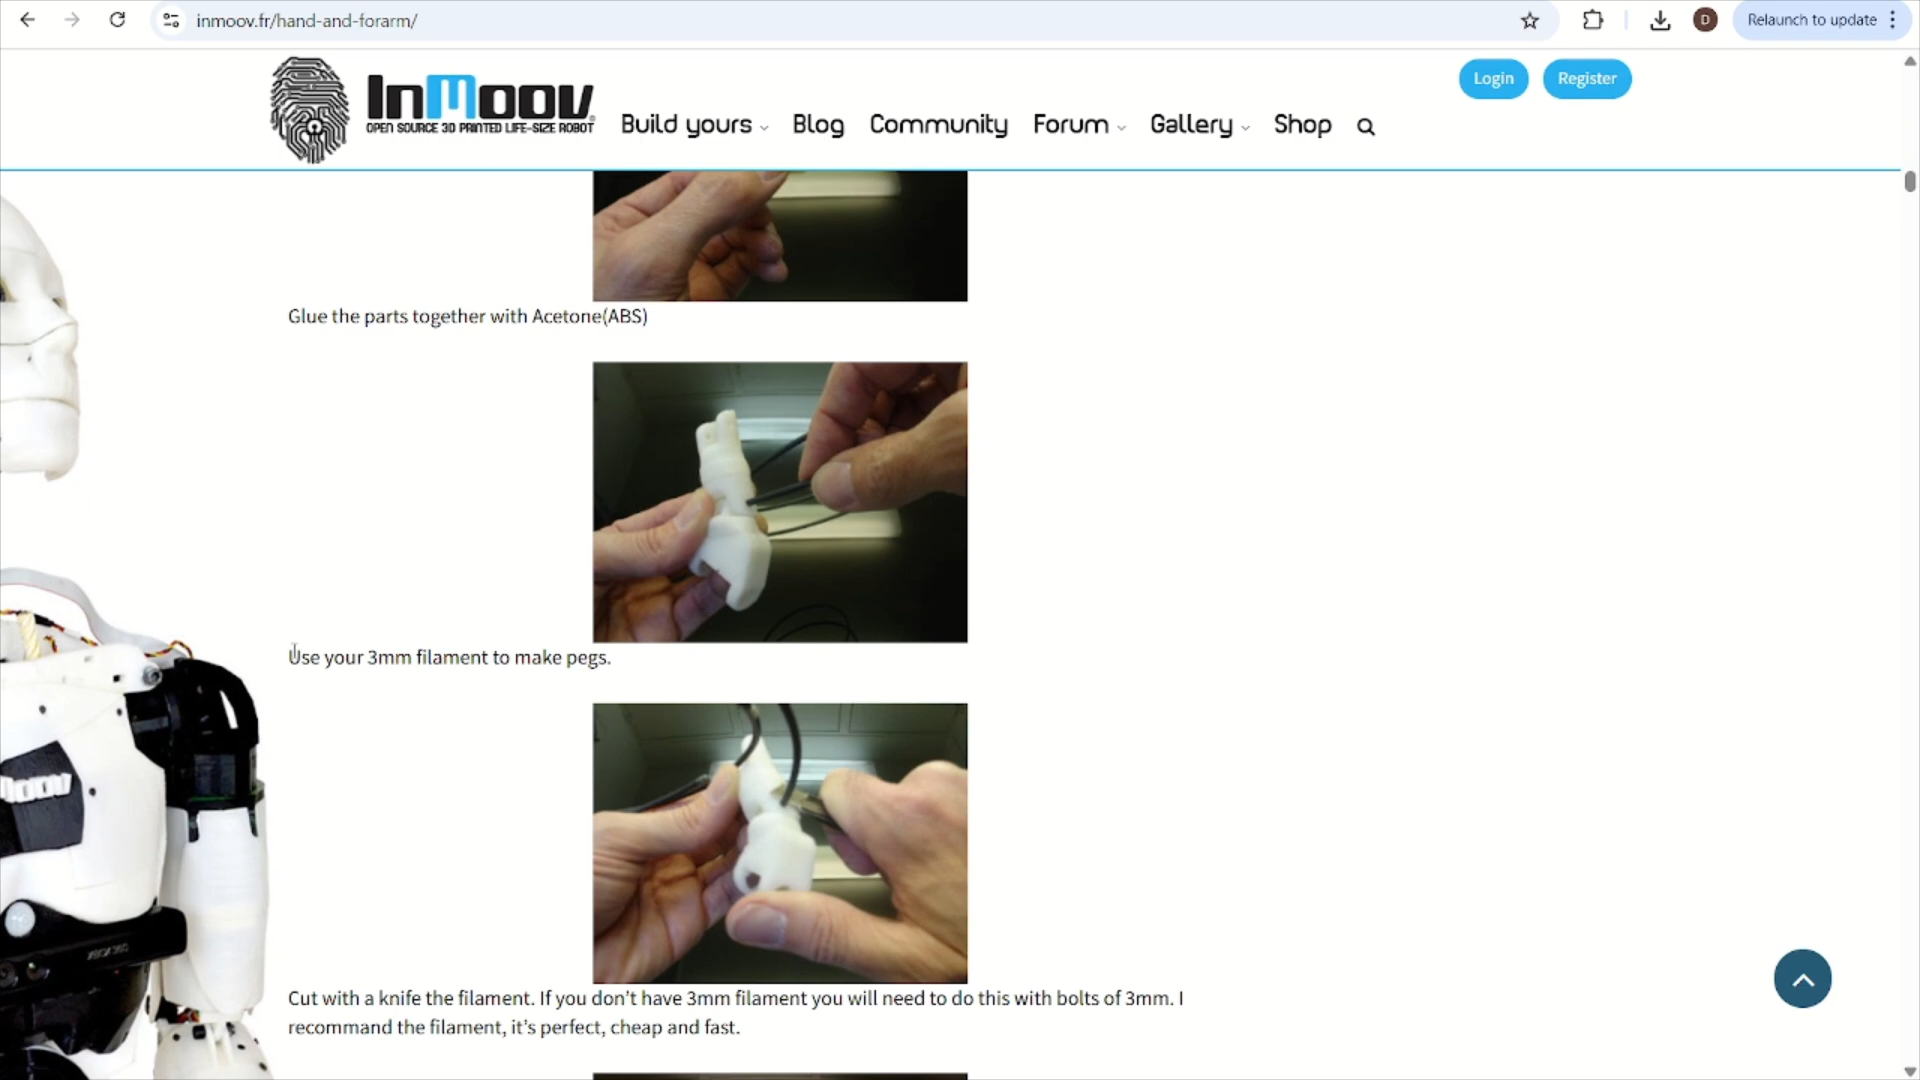 inmoov.fr/hand-and-forarm/
D
Relaunch to update
InMoov
OPEN SOURCE 3D PRINTED LIFE-SIZE ROBOT
Build yours
Blog
Community
Forum
Gallery
Shop
Login
Register
Glue the parts together with Acetone(ABS)
Use your 3mm filament to make pegs.
Cut with a knife the filament. If you don’t have 3mm filament you will need to do this with bolts of 3mm. I
recommand the filament, it’s perfect, cheap and fast.
XBOX 360